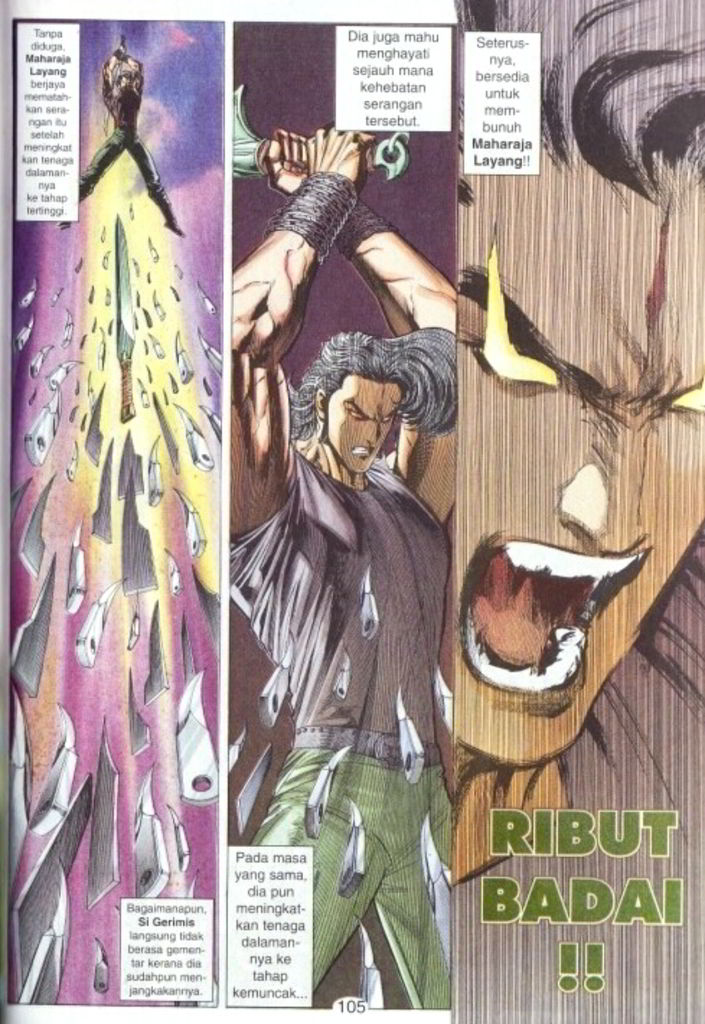 Tanpa
diduga,
Maharaja
Layang
berjaya
mematah-
kan sera-
ngan itu
setelah
meningkat
kan tenaga
dalaman-
nya
ke tahap
tertinggi.
Bagaimanapun,
Si Gerimis
langsung tidak
berasa gemen-
tar kerana dia
sudahpun men-
jangkakannya.
Dia juga mahu
menghayati
sejauh mana
kehebatan
serangan
tersebut.
Pada masa
yang sama,
dia pun
meningkat-
kan tenaga
dalaman-
nya ke
tahap
kemuncak...
Seterus-
nya,
bersedia
untuk
mem-
bunuh
Maharaja
Layang!!
RIBUT
BADAI
!!
105